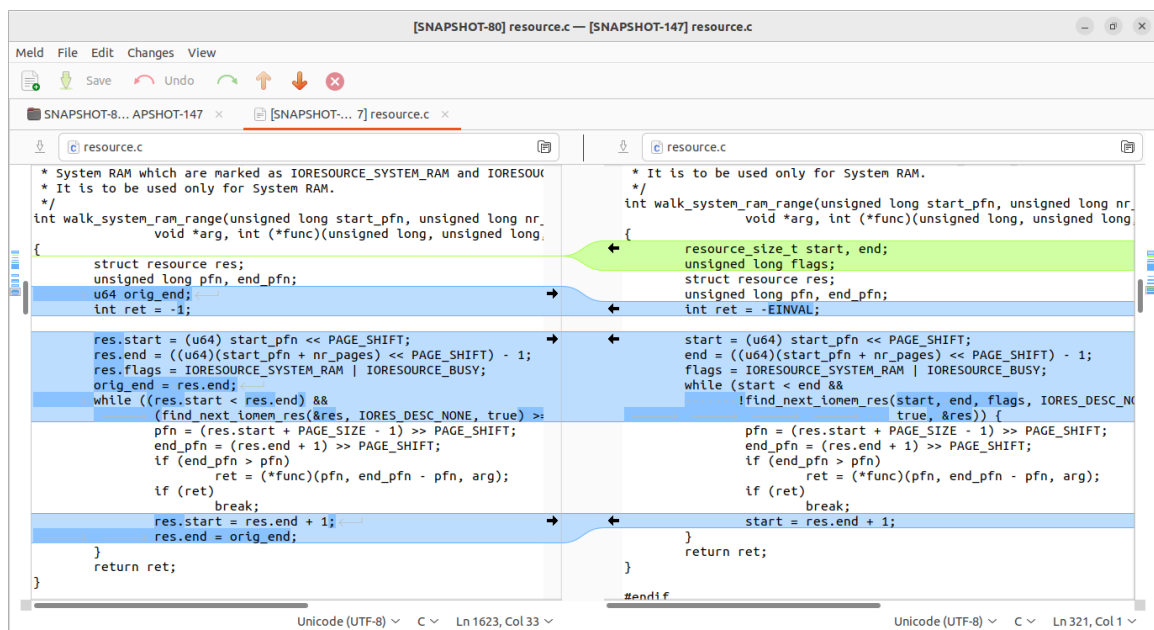 [SNAPSHOT-80] resource.c — [SNAPSHOT-147] resource.c
Meld File Edit Changes View
Save Undo
SNAPSHOT-8... APSHOT-147 × [SNAPSHOT-... 7] resource.c ×
resource.c
* System RAM which are marked as IORESOURCE_SYSTEM_RAM and IORESOUC
* It is to be used only for System RAM.
*/
int walk_system_ram_range(unsigned long start_pfn, unsigned long nr_
void *arg, int (*func)(unsigned long, unsigned long,
{
struct resource res;
unsigned long pfn, end_pfn;
u64 orig_end;
int ret = -1;
res.start = (u64) start_pfn << PAGE_SHIFT;
res.end = ((u64)(start_pfn + nr_pages) << PAGE_SHIFT) - 1;
res.flags = IORESOURCE_SYSTEM_RAM | IORESOURCE_BUSY;
orig_end = res.end;
while ((res.start < res.end) &&
(find_next_iomem_res(&res, IORES_DESC_NONE, true) >=
pfn = (res.start + PAGE_SIZE - 1) >> PAGE_SHIFT;
end_pfn = (res.end + 1) >> PAGE_SHIFT;
if (end_pfn > pfn)
ret = (*func)(pfn, end_pfn - pfn, arg);
if (ret)
break;
res.start = res.end + 1;
res.end = orig_end;
}
return ret;
}
Unicode (UTF-8) C Ln 1623, Col 33
resource.c
* It is to be used only for System RAM.
*/
int walk_system_ram_range(unsigned long start_pfn, unsigned long nr_
void *arg, int (*func)(unsigned long, unsigned long,
{
resource_size_t start, end;
unsigned long flags;
struct resource res;
unsigned long pfn, end_pfn;
int ret = -EINVAL;
start = (u64) start_pfn << PAGE_SHIFT;
end = ((u64)(start_pfn + nr_pages) << PAGE_SHIFT) - 1;
flags = IORESOURCE_SYSTEM_RAM | IORESOURCE_BUSY;
while (start < end &&
!find_next_iomem_res(start, end, flags, IORES_DESC_NO
true, &res)) {
pfn = (res.start + PAGE_SIZE - 1) >> PAGE_SHIFT;
end_pfn = (res.end + 1) >> PAGE_SHIFT;
if (end_pfn > pfn)
ret = (*func)(pfn, end_pfn - pfn, arg);
if (ret)
break;
start = res.end + 1;
}
return ret;
}
#endif
Unicode (UTF-8) C Ln 321, Col 1